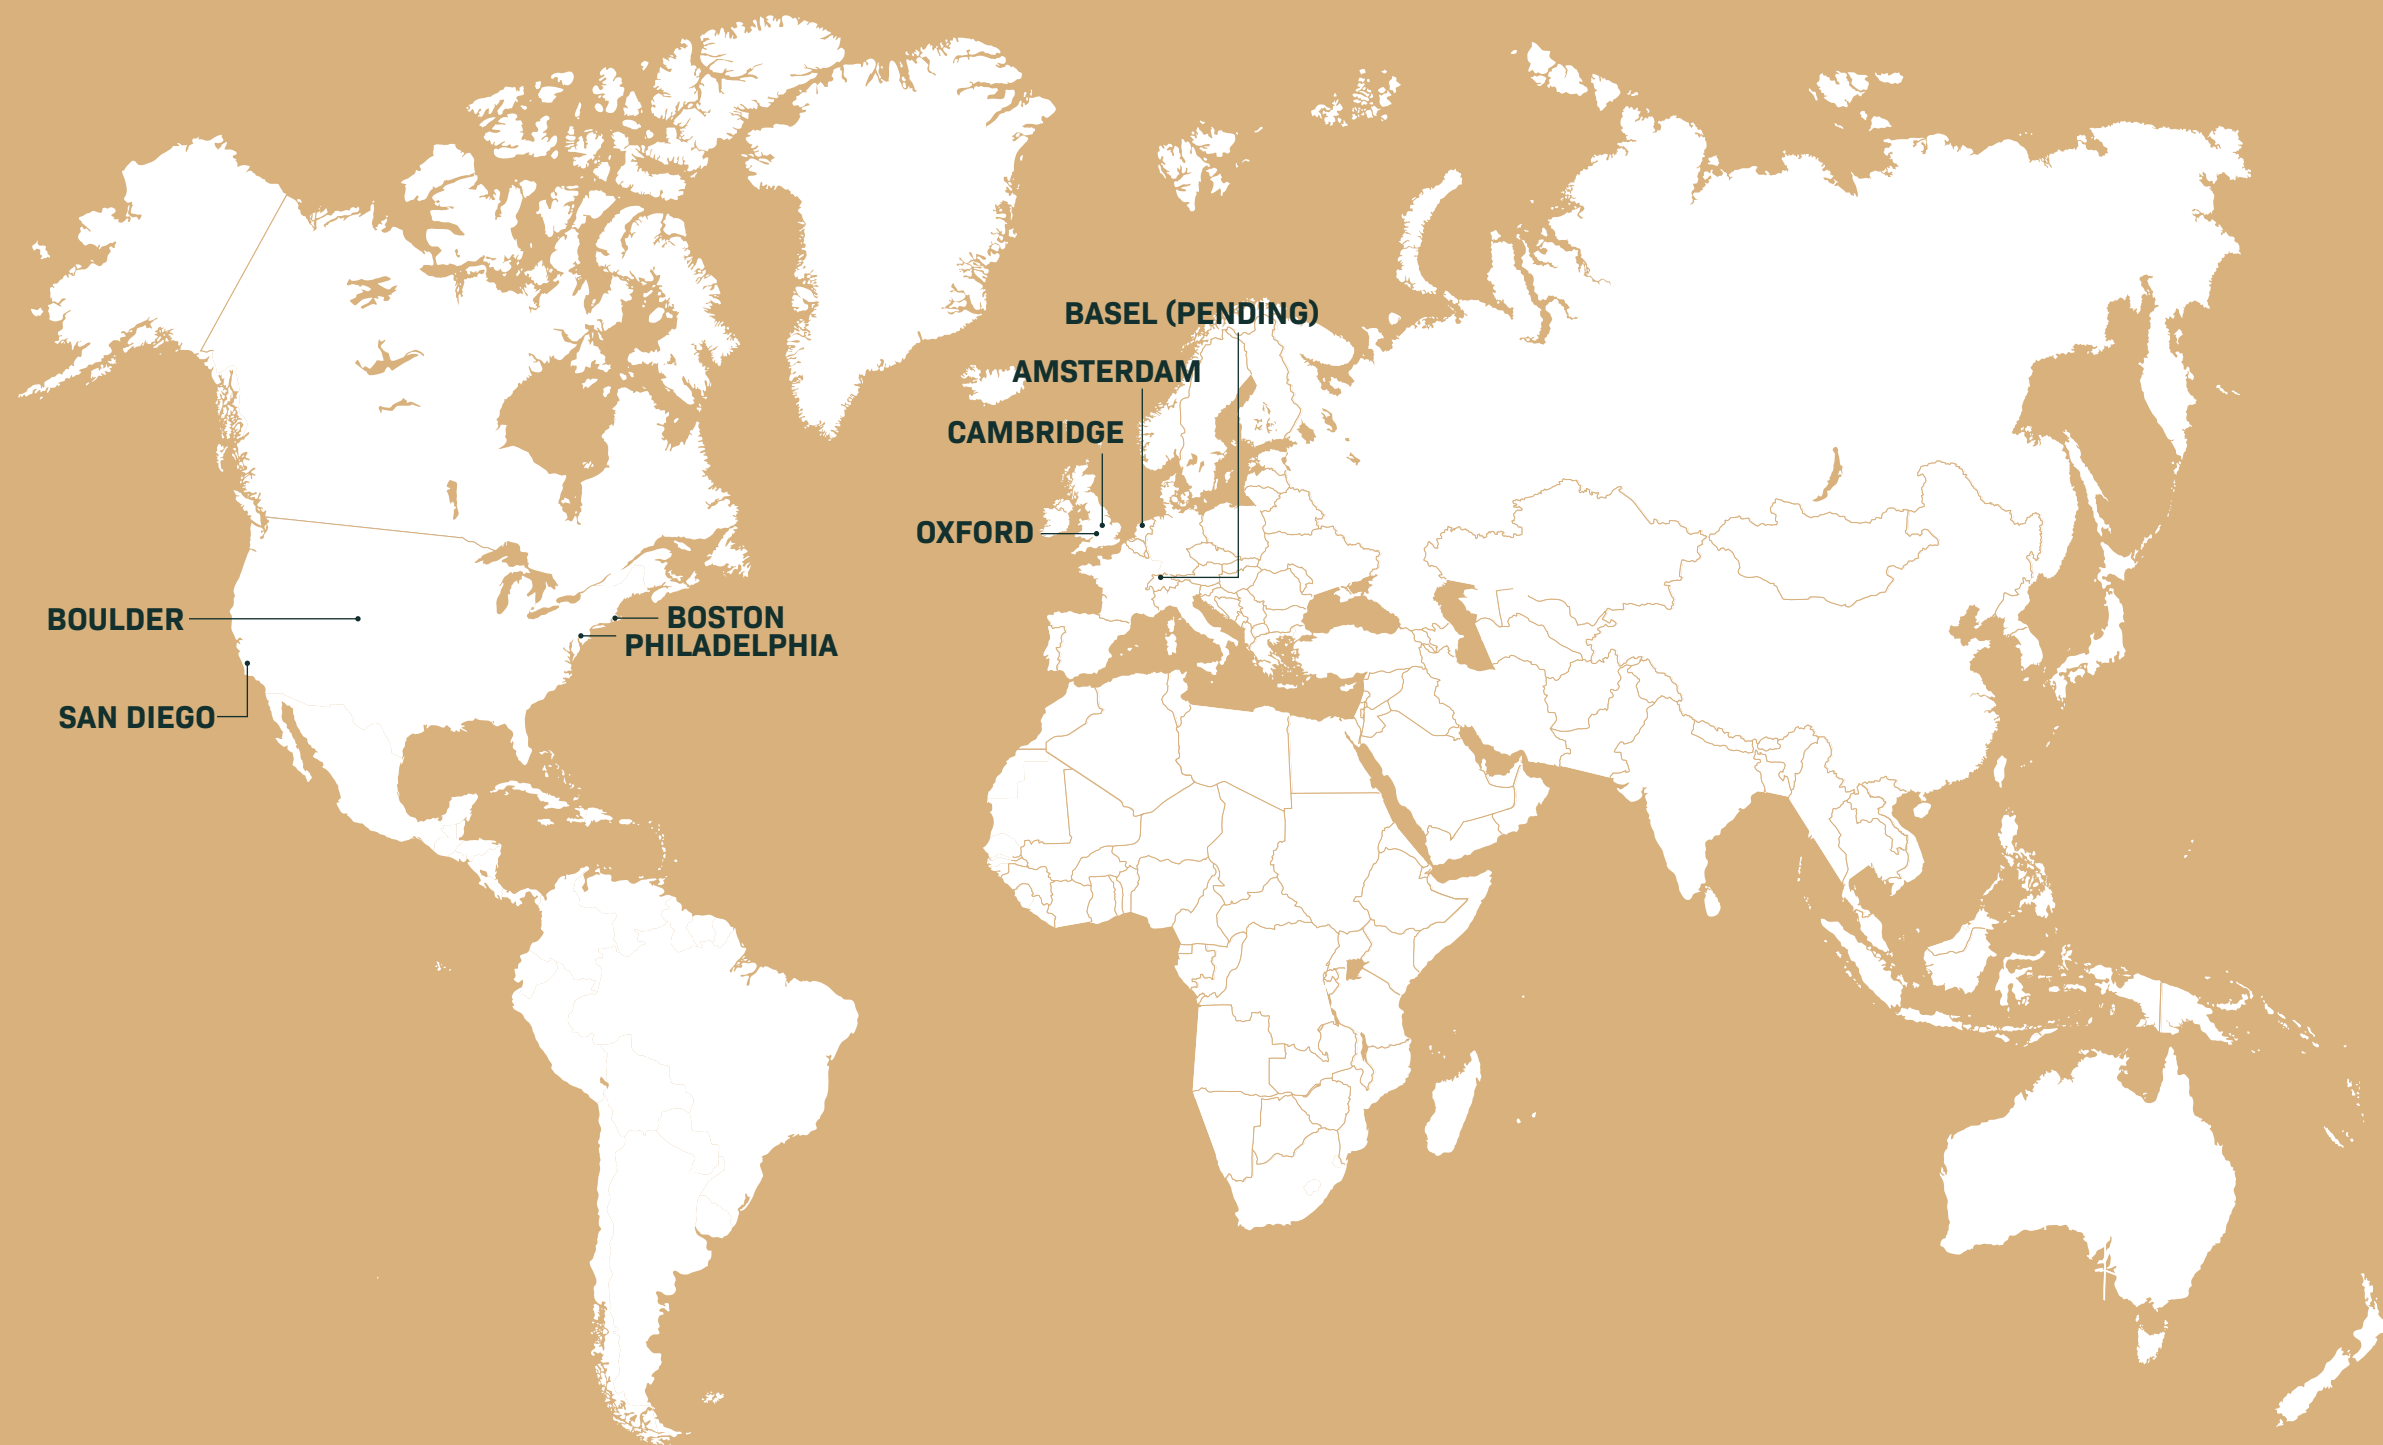 BASEL (PENDING)
AMSTERDAM
CAMBRIDGE
OXFORD
BOULDER
BOSTON
PHILADELPHIA
SAN DIEGO